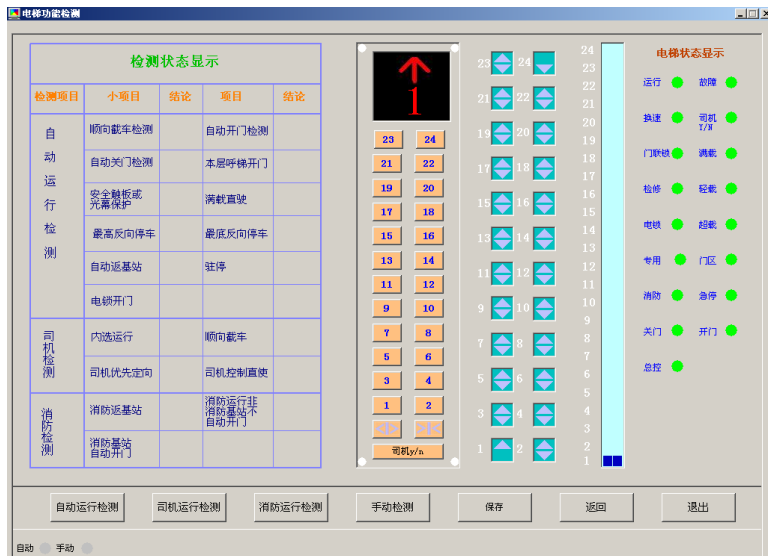 电梯功能检测
检测状态显示
检测项目 小项目 结论 项目 结论
自动运行检测
顺向截车检测 自动开门检测
自动关门检测 本层呼梯开门
安全触板或
光幕保护 满载直驶
最高反向停车 最底反向停车
自动返基站 驻停
电锁开门
司机检测
内选运行 顺向截车
司机优先定向 司机控制直使
消防检测
消防返基站 消防运行非
消防基站不
自动开门
消防基站
自动开门
1
23 24
21 22
19 20
17 18
15 16
13 14
11 12
9 10
7 8
5 6
3 4
1 2
<|> >|<
司机y/n
23 24
21 22
19 20
17 18
15 16
13 14
11 12
9 10
7 8
5 6
3 4
1 2
24
23
22
21
20
19
18
17
16
15
14
13
12
11
10
9
8
7
6
5
4
3
2
1
电梯状态显示
运行 故障
换速 司机
Y/N
门联锁 满载
检修 轻载
电锁 超载
专用 门区
消防 急停
关门 开门
总控
自动运行检测 司机运行检测 消防运行检测 手动检测 保存 返回 退出
自动 手动